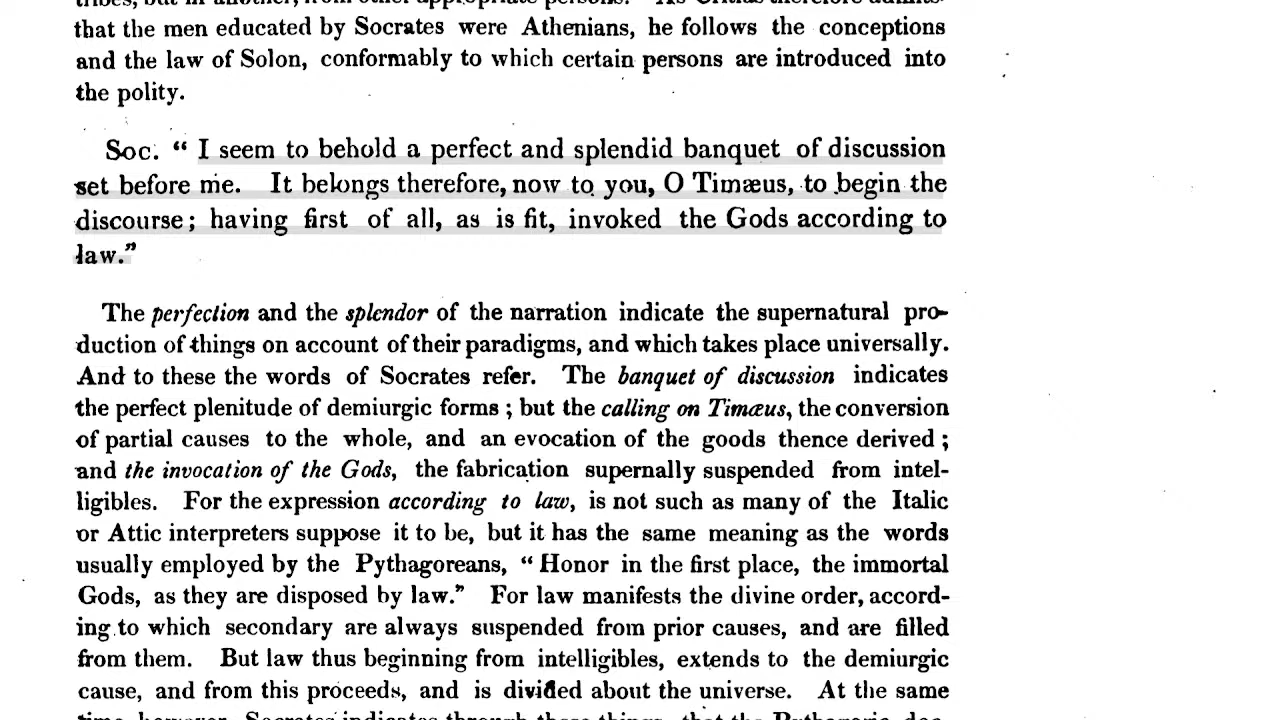 that the men educated by Socrates were Athenians, he follows the conceptions
and the law of Solon, conformably to which certain persons are introduced into
the polity.
Soc. “ I seem to behold a perfect and splendid banquet of discussion
set before me. It belongs therefore, now to you, O Timæus, to begin the
discourse; having first of all, as is fit, invoked the Gods according to
law.”
The perfection and the splendor of the narration indicate the supernatural pro-
duction of things on account of their paradigms, and which takes place universally.
And to these the words of Socrates refer. The banquet of discussion indicates
the perfect plenitude of demiurgic forms ; but the calling on Timæus, the conversion
of partial causes to the whole, and an evocation of the goods thence derived ;
and the invocation of the Gods, the fabrication supernally suspended from intel-
ligibles. For the expression according to law, is not such as many of the Italic
or Attic interpreters suppose it to be, but it has the same meaning as the words
usually employed by the Pythagoreans, “ Honor in the first place, the immortal
Gods, as they are disposed by law.” For law manifests the divine order, accord-
ing to which secondary are always suspended from prior causes, and are filled
from them. But law thus beginning from intelligibles, extends to the demiurgic
cause, and from this proceeds, and is divided about the universe. At the same